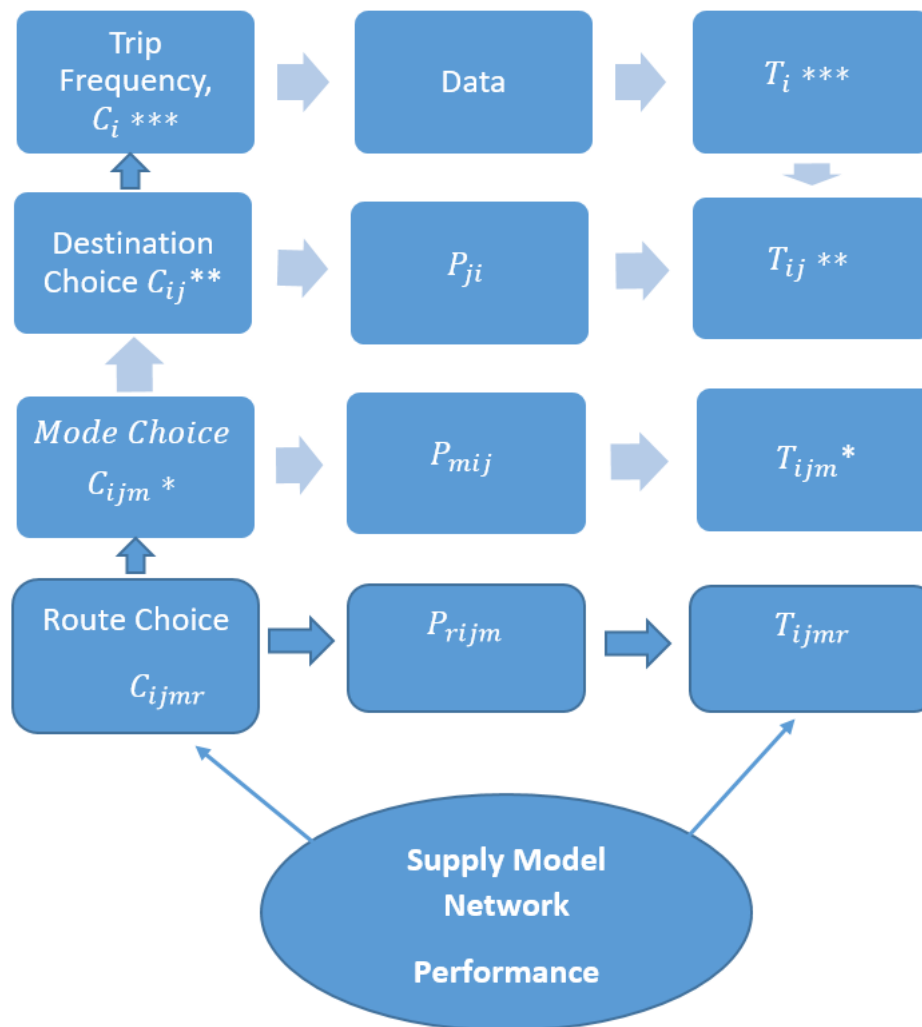 Trip
Frequency,
C_i ***
Data
T_i ***
Destination
Choice C_ij**
P_ji
T_ij **
Mode Choice
C_ijm *
P_mij
T_ijm*
Route Choice
C_ijmr
P_rijm
T_ijmr
Supply Model
Network
Performance